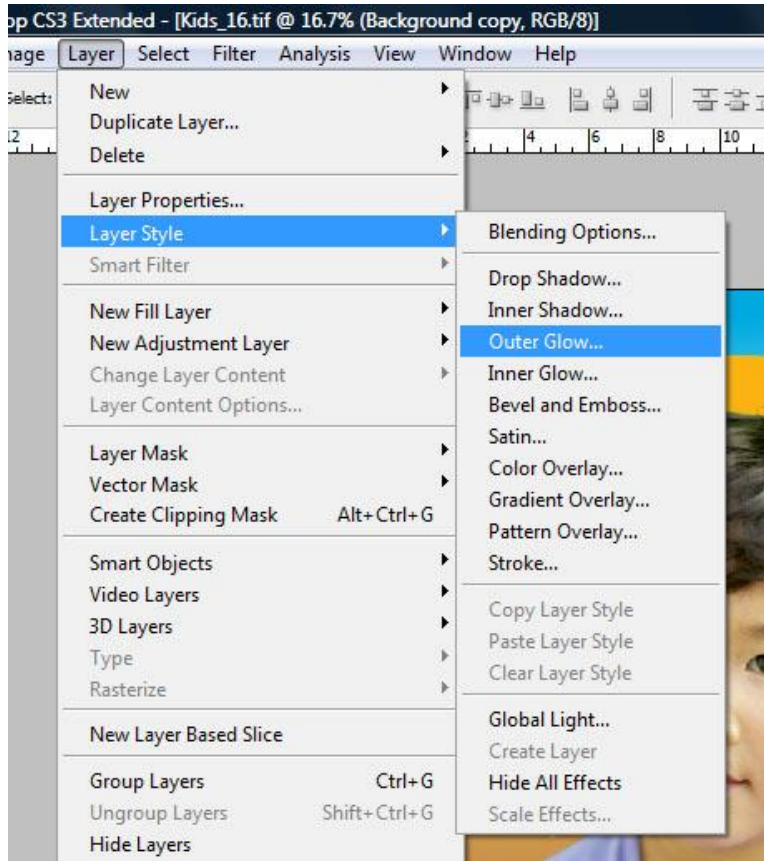 op CS3 Extended - [Kids_16.tif @ 16.7% (Background copy, RGB/8)]
Layer Select Filter Analysis View Window Help
Select:
2 4 6 8 10
New
Duplicate Layer...
Delete
Layer Properties...
Layer Style
Smart Filter
New Fill Layer
New Adjustment Layer
Change Layer Content
Layer Content Options...
Layer Mask
Vector Mask
Create Clipping Mask Alt+Ctrl+G
Smart Objects
Video Layers
3D Layers
Type
Rasterize
New Layer Based Slice
Group Layers Ctrl+G
Ungroup Layers Shift+Ctrl+G
Hide Layers
Blending Options...
Drop Shadow...
Inner Shadow...
Outer Glow...
Inner Glow...
Bevel and Emboss...
Satin...
Color Overlay...
Gradient Overlay...
Pattern Overlay...
Stroke...
Copy Layer Style
Paste Layer Style
Clear Layer Style
Global Light...
Create Layer
Hide All Effects
Scale Effects...